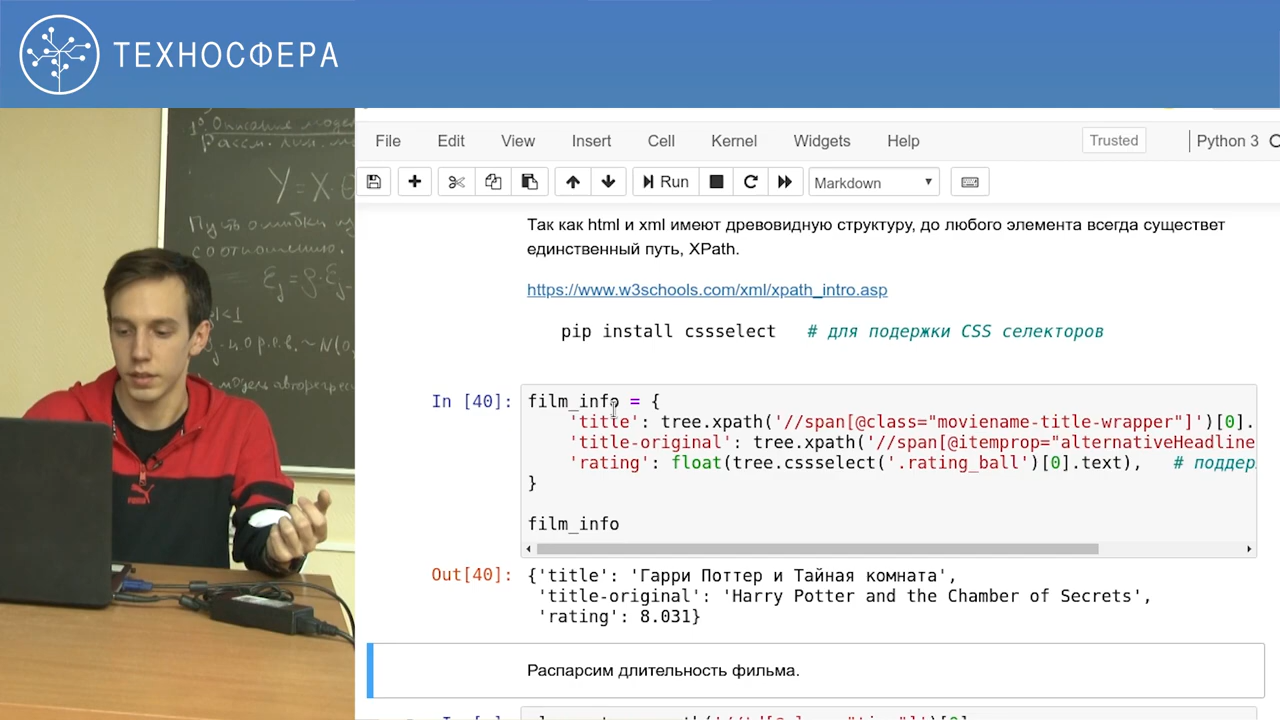 ТЕХНОСФЕРА
File Edit View Insert Cell Kernel Widgets Help
Trusted
Python 3
Run
Markdown
Так как html и xml имеют древовидную структуру, до любого элемента всегда существует
единственный путь, XPath.
https://www.w3schools.com/xml/xpath_intro.asp
pip install cssselect # для подержки CSS селекторов
In [40]:
film_info = {
'title': tree.xpath('//span[@class="moviename-title-wrapper"]')[0].
'title-original': tree.xpath('//span[@itemprop="alternativeHeadline
'rating': float(tree.cssselect('.rating_ball')[0].text), # поддер
}
film_info
Out[40]:
{'title': 'Гарри Поттер и Тайная комната',
'title-original': 'Harry Potter and the Chamber of Secrets',
'rating': 8.031}
Распарсим длительность фильма.
Y = X
Пусть ошибки
соотношению.